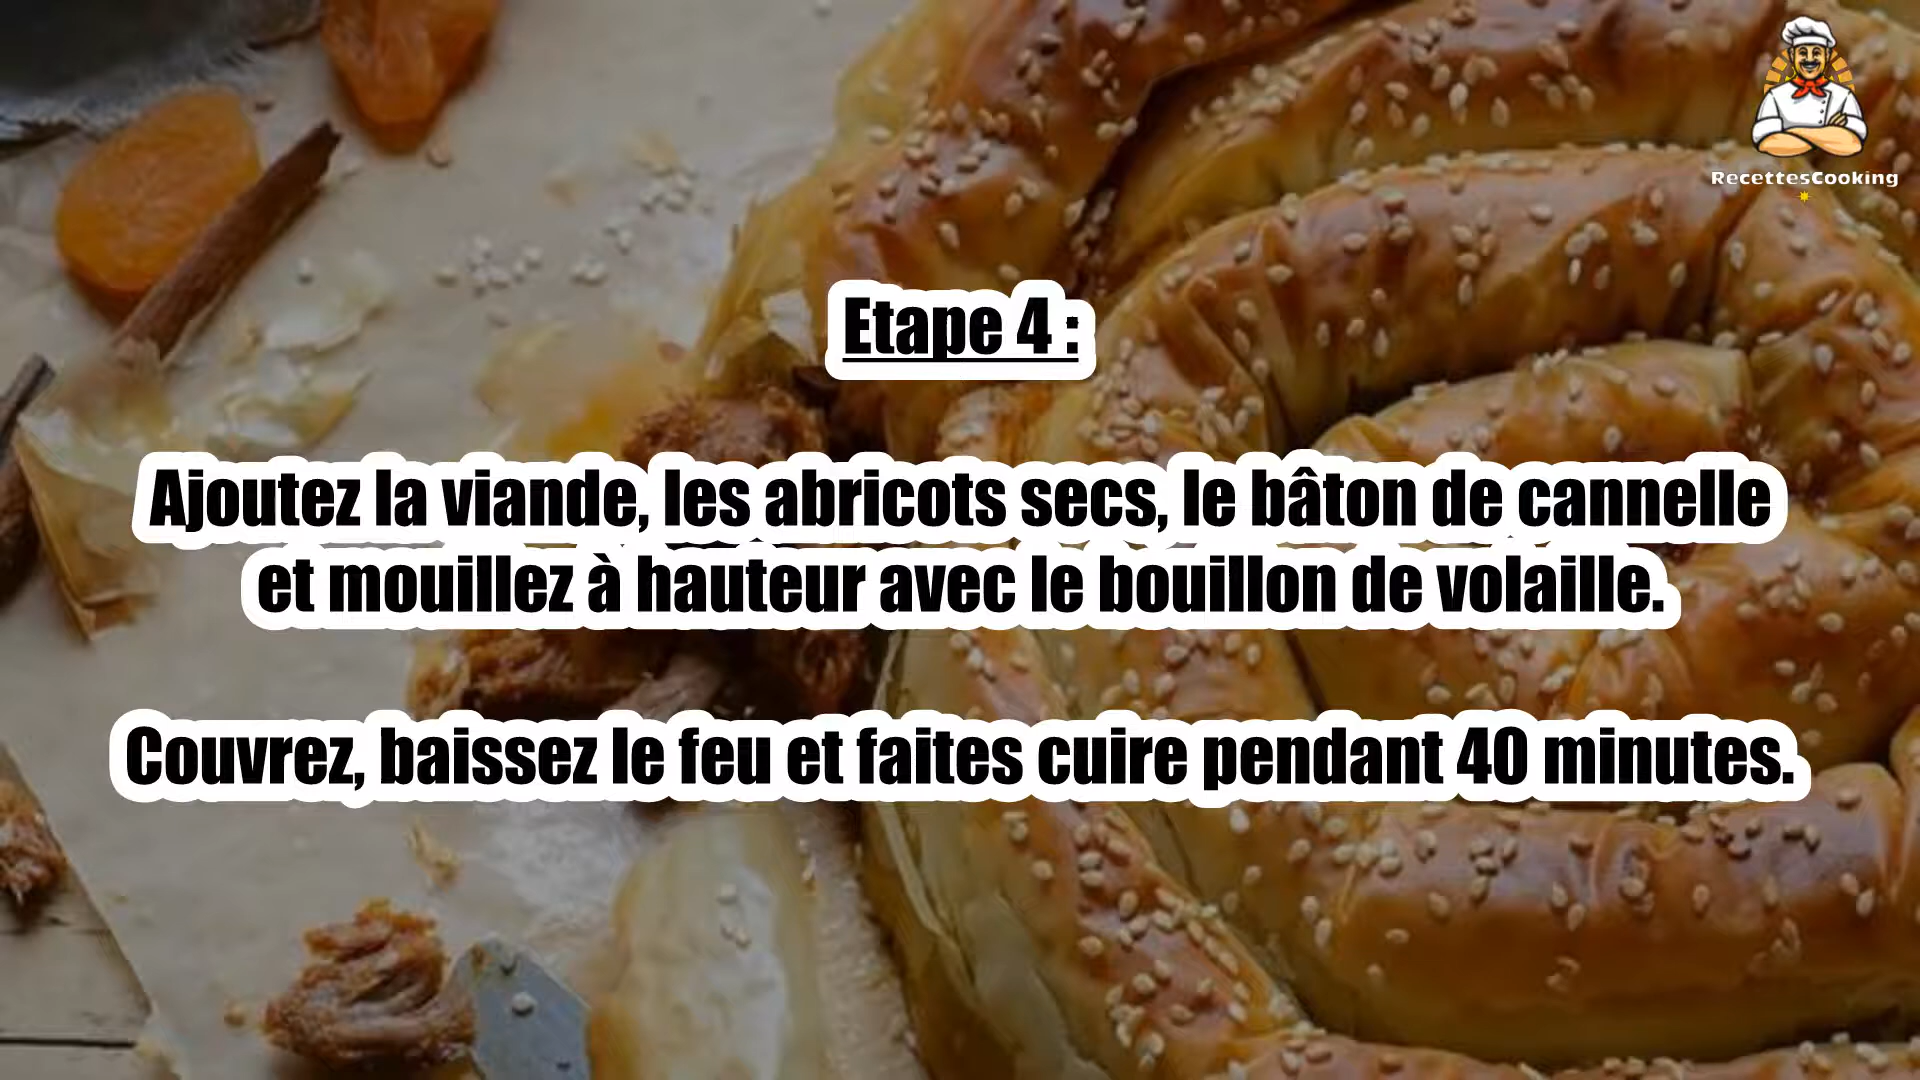 RecettesCooking
Etape 4 :
Ajoutez la viande, les abricots secs, le bâton de cannelle
et mouillez à hauteur avec le bouillon de volaille.
Couvrez, baissez le feu et faites cuire pendant 40 minutes.